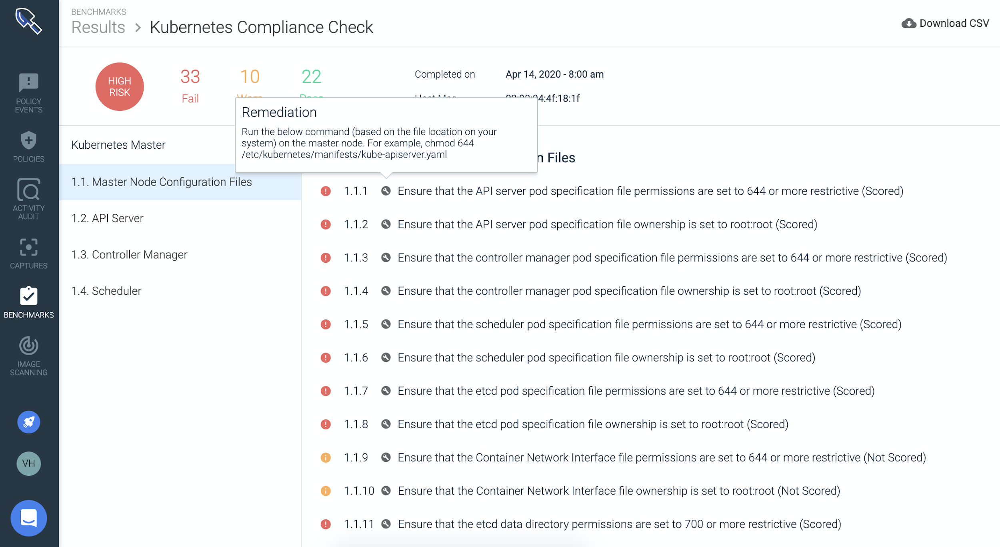 BENCHMARKS
Results > Kubernetes Compliance Check
Download CSV
HIGH
RISK
33
Fail
10
Warn
22
Pass
Completed on
Apr 14, 2020 - 8:00 am
Host Mac
4:4f:18:1f
Remediation
Run the below command (based on the file location on your
system) on the master node. For example, chmod 644
/etc/kubernetes/manifests/kube-apiserver.yaml
POLICY
EVENTS
POLICIES
ACTIVITY
AUDIT
CAPTURES
BENCHMARKS
IMAGE
SCANNING
VH
Kubernetes Master
1.1. Master Node Configuration Files
1.2. API Server
1.3. Controller Manager
1.4. Scheduler
n Files
1.1.1 Ensure that the API server pod specification file permissions are set to 644 or more restrictive (Scored)
1.1.2 Ensure that the API server pod specification file ownership is set to root:root (Scored)
1.1.3 Ensure that the controller manager pod specification file permissions are set to 644 or more restrictive (Scored)
1.1.4 Ensure that the controller manager pod specification file ownership is set to root:root (Scored)
1.1.5 Ensure that the scheduler pod specification file permissions are set to 644 or more restrictive (Scored)
1.1.6 Ensure that the scheduler pod specification file ownership is set to root:root (Scored)
1.1.7 Ensure that the etcd pod specification file permissions are set to 644 or more restrictive (Scored)
1.1.8 Ensure that the etcd pod specification file ownership is set to root:root (Scored)
1.1.9 Ensure that the Container Network Interface file permissions are set to 644 or more restrictive (Not Scored)
1.1.10 Ensure that the Container Network Interface file ownership is set to root:root (Not Scored)
1.1.11 Ensure that the etcd data directory permissions are set to 700 or more restrictive (Scored)